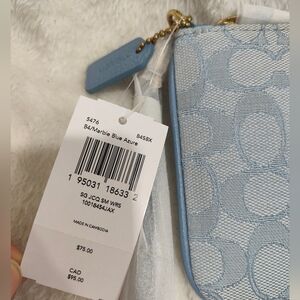 5476 B4SBX
B4/Marble Blue Azure
1 95031 18633 2
SG JCQ SM WRS
10018484JAX
MADE IN CAMBODIA
$75.00
CAD
$95.00